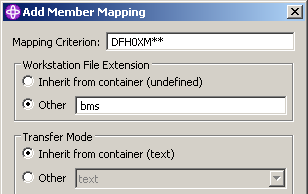 Add Member Mapping
Mapping Criterion: DFH0XM**
Workstation File Extension
Inherit from container (undefined)
Other bms
Transfer Mode
Inherit from container (text)
Other text